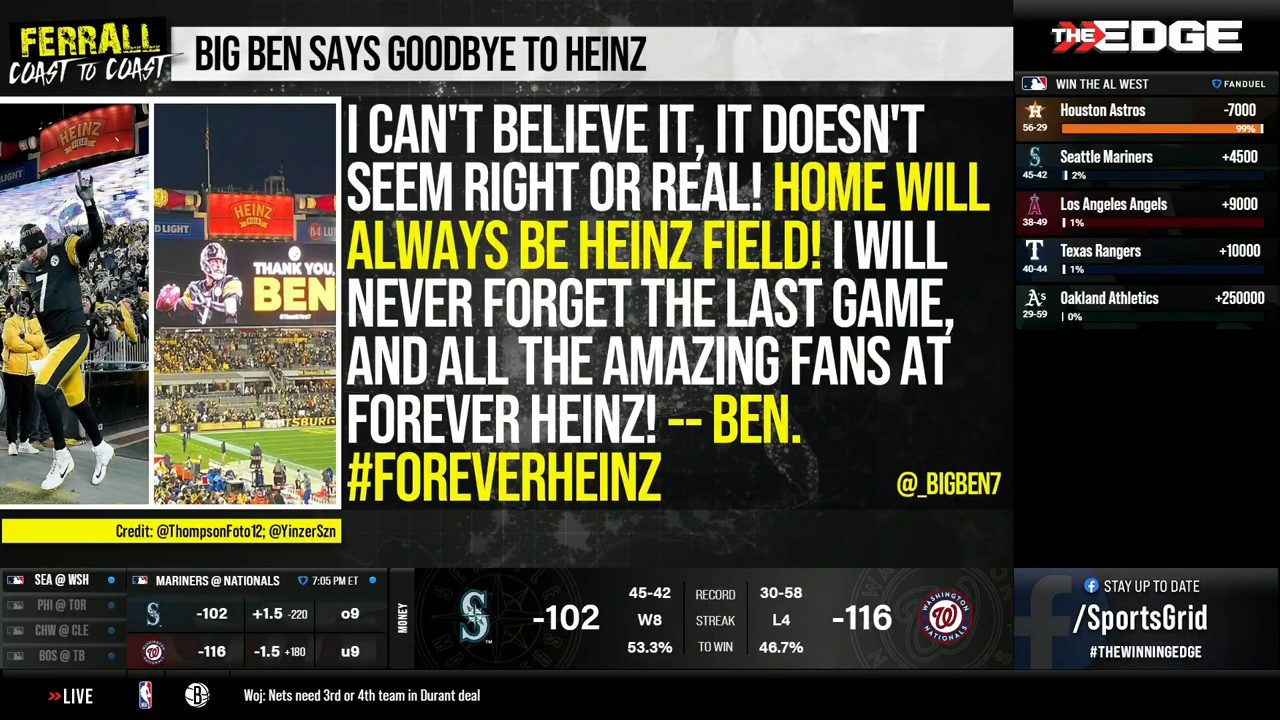 FERRALL
COAST TO COAST
BIG BEN SAYS GOODBYE TO HEINZ
HEINZ
FIELD
LIGHT
7
HEINZ
FIELD
D LIGHT
THANK YOU,
BEN
I CAN'T BELIEVE IT, IT DOESN'T
SEEM RIGHT OR REAL! HOME WILL
ALWAYS BE HEINZ FIELD! I WILL
NEVER FORGET THE LAST GAME,
AND ALL THE AMAZING FANS AT
FOREVER HEINZ! -- BEN.
#FOREVERHEINZ
@_BIGBEN7
Credit: @ThompsonFoto12; @YinzerSzn
THE EDGE
WIN THE AL WEST FANDUEL
Houston Astros -7000
56-29 99%
Seattle Mariners +4500
45-42 2%
Los Angeles Angels +9000
38-49 1%
Texas Rangers +10000
40-44 1%
Oakland Athletics +250000
29-59 0%
SEA @ WSH
PHI @ TOR
CHW @ CLE
BOS @ TB
MARINERS @ NATIONALS 7:05 PM ET
-102 +1.5 -220 o9
-116 -1.5 +180 u9
MONEY
-102
45-42 RECORD 30-58
W8 STREAK L4
53.3% TO WIN 46.7%
-116
WASHINGTON
W
NATIONALS
STAY UP TO DATE
/SportsGrid
#THEWINNINGEDGE
LIVE
Woj: Nets need 3rd or 4th team in Durant deal